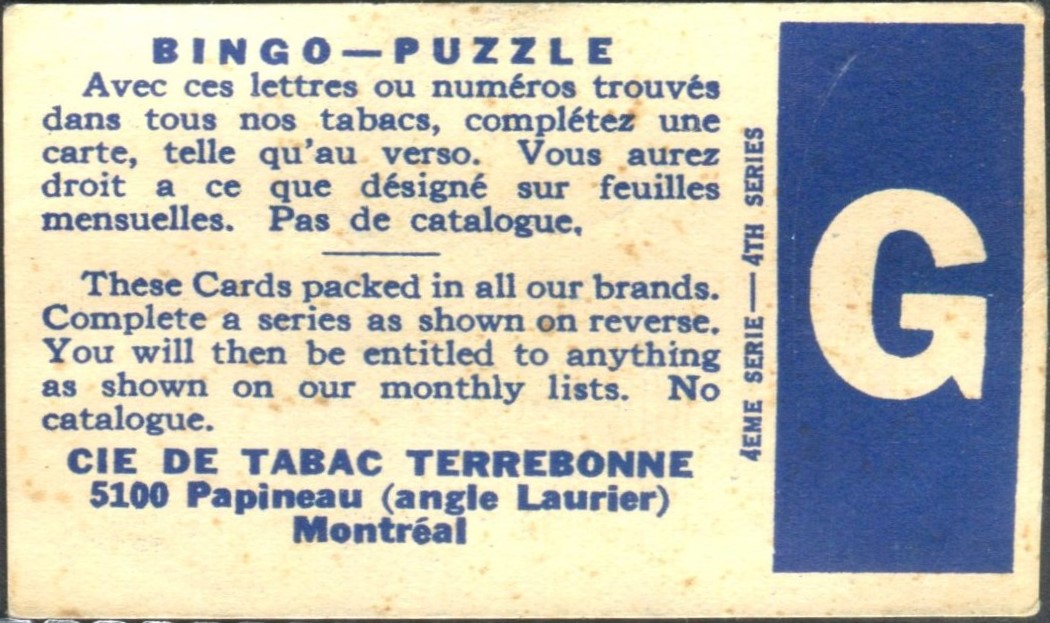 BINGO—PUZZLE
Avec ces lettres ou numéros trouvés
dans tous nos tabacs, complétez une
carte, telle qu'au verso. Vous aurez
droit a ce que désigné sur feuilles
mensuelles. Pas de catalogue.
These Cards packed in all our brands.
Complete a series as shown on reverse.
You will then be entitled to anything
as shown on our monthly lists. No
catalogue.
CIE DE TABAC TERREBONNE
5100 Papineau (angle Laurier)
Montréal
4EME SERIE—4TH SERIES
G